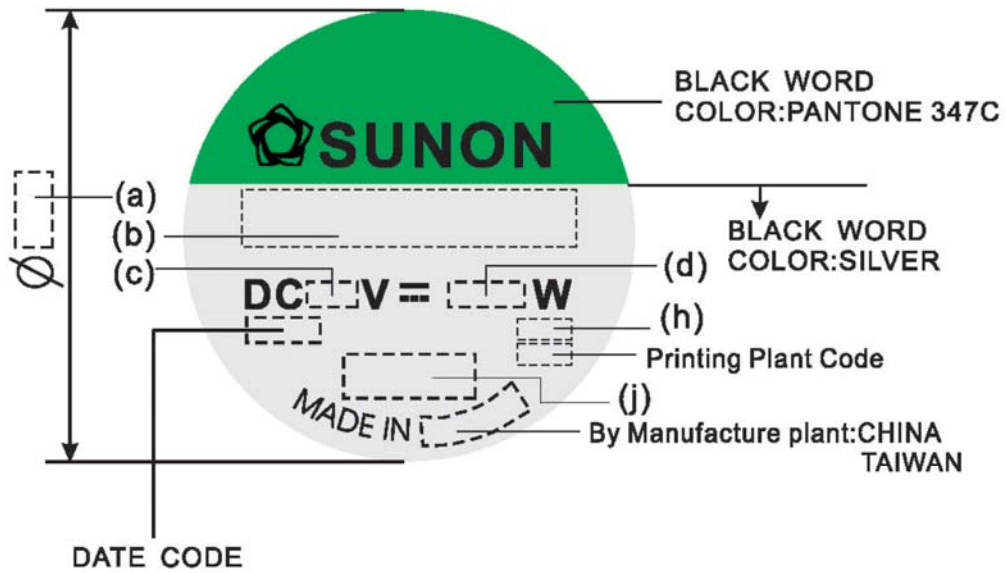 BLACK WORD
COLOR:PANTONE 347C
SUNON
(a)
(b)
BLACK WORD
COLOR:SILVER
Ø
(c)
(d)
DC V W
(h)
Printing Plant Code
(j)
MADE IN
By Manufacture plant:CHINA
TAIWAN
DATE CODE